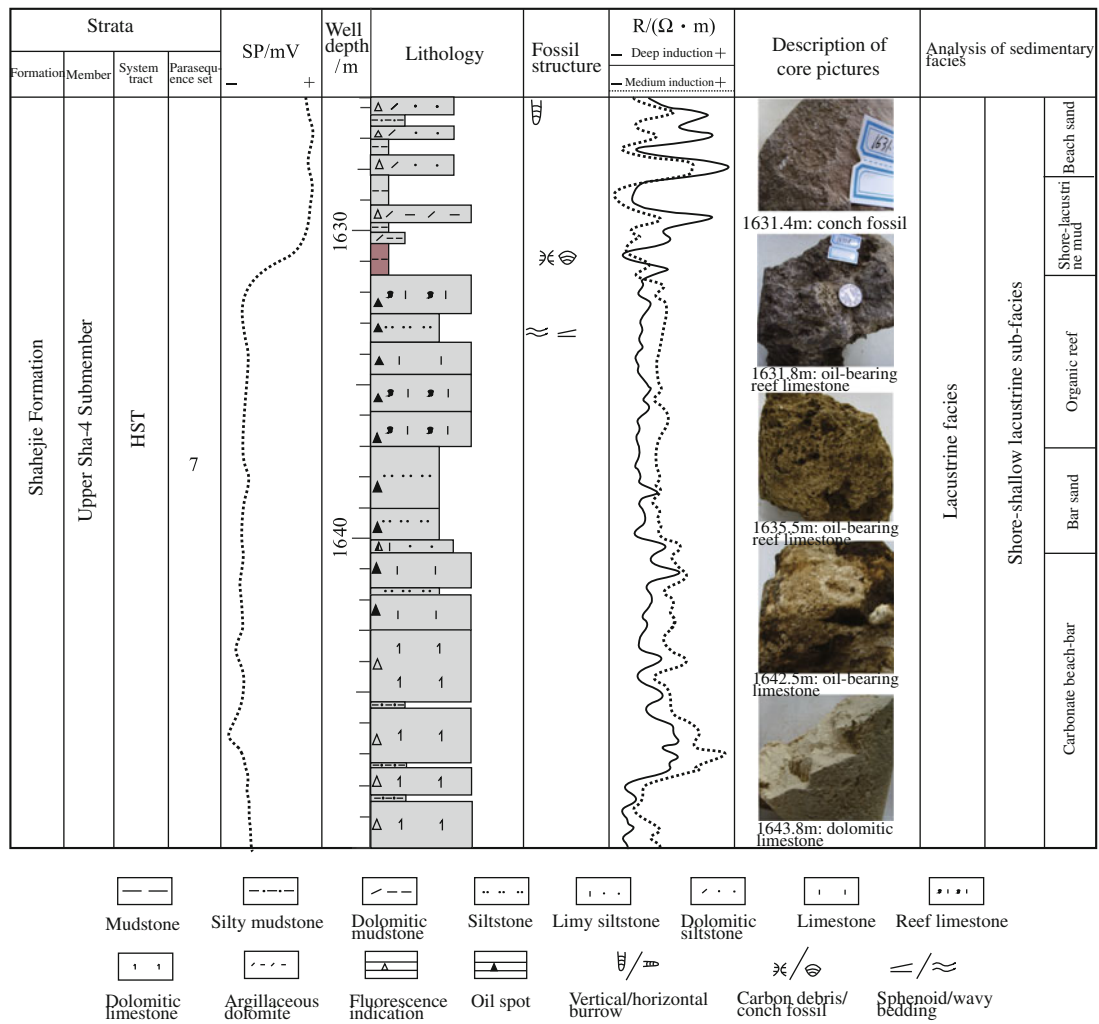 Strata
Formation
Member
System
tract
Parasequ-
ence set
SP/mV
–
+
Well
depth
/m
Lithology
Fossil
structure
R/(Ω · m)
– Deep induction +
– Medium induction +
Description of
core pictures
Analysis of sedimentary
facies
Shahejie Formation
Upper Sha-4 Submember
HST
7
1630
1640
1631.4m: conch fossil
1631.8m: oil-bearing
reef limestone
1635.5m: oil-bearing
reef limestone
1642.5m: oil-bearing
limestone
1643.8m: dolomitic
limestone
Lacustrine facies
Shore-shallow lacustrine sub-facies
Beach sand
Shore-lacustri
ne mud
Organic reef
Bar sand
Carbonate beach-bar
Mudstone
Silty mudstone
Dolomitic
mudstone
Siltstone
Limy siltstone
Dolomitic
siltstone
Limestone
Reef limestone
Dolomitic
limestone
Argillaceous
dolomite
Fluorescence
indication
Oil spot
Vertical/horizontal
burrow
Carbon debris/
conch fossil
Sphenoid/wavy
bedding